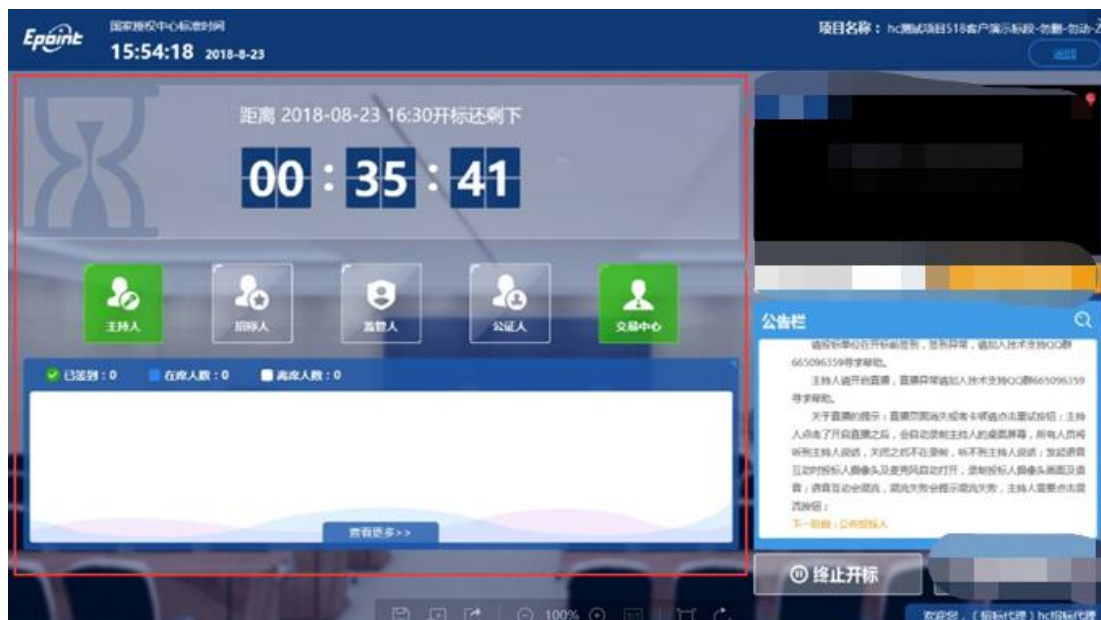 Epoint
国家授权中心标准时间
15:54:18 2018-8-23
项目名称：hc测试项目518客户演示标段-勿删-勿动-2
返回
距离 2018-08-23 16:30开标还剩下
00 : 35 : 41
主持人
招标人
监管人
公证人
交易中心
已签到：0 在席人数：0 离席人数：0
查看更多>>
公告栏
请投标单位在开标前签到，签到异常，请加入技术支持QQ群
665096359寻求帮助。
主持人请开启直播，直播异常请加入技术支持QQ群665096359
寻求帮助。
关于直播的提示：直播页面消失或者卡顿请点击重试按钮；主持
人点击了开启直播之后，会自动录制主持人的桌面屏幕，所有人员将
听到主持人说话，关闭之后不在录制，听不到主持人说话；发起语音
互动时投标人摄像头及麦克风自动打开，录制投标人摄像头画面及语
音；语音互动会混流，混流失败会提示混流失败，主持人需要点击混
流按钮；
下一阶段：公布投标人
终止开标
100%
1:1
欢迎您，（招标代理）hc招标代理